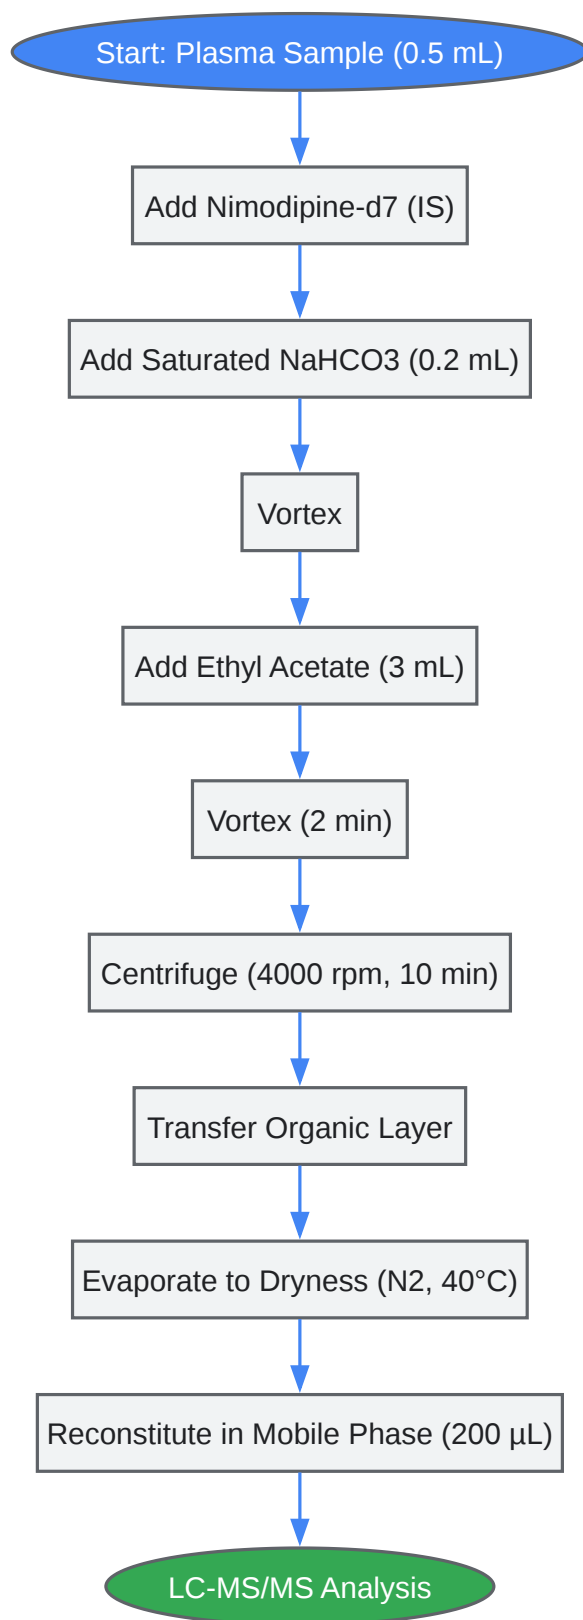 Start: Plasma Sample (0.5 mL)
Add Nimodipine-d7 (IS)
Add Saturated NaHCO3 (0.2 mL)
Vortex
Add Ethyl Acetate (3 mL)
Vortex (2 min)
Centrifuge (4000 rpm, 10 min)
Transfer Organic Layer
Evaporate to Dryness (N2, 40°C)
Reconstitute in Mobile Phase (200 µL)
LC-MS/MS Analysis